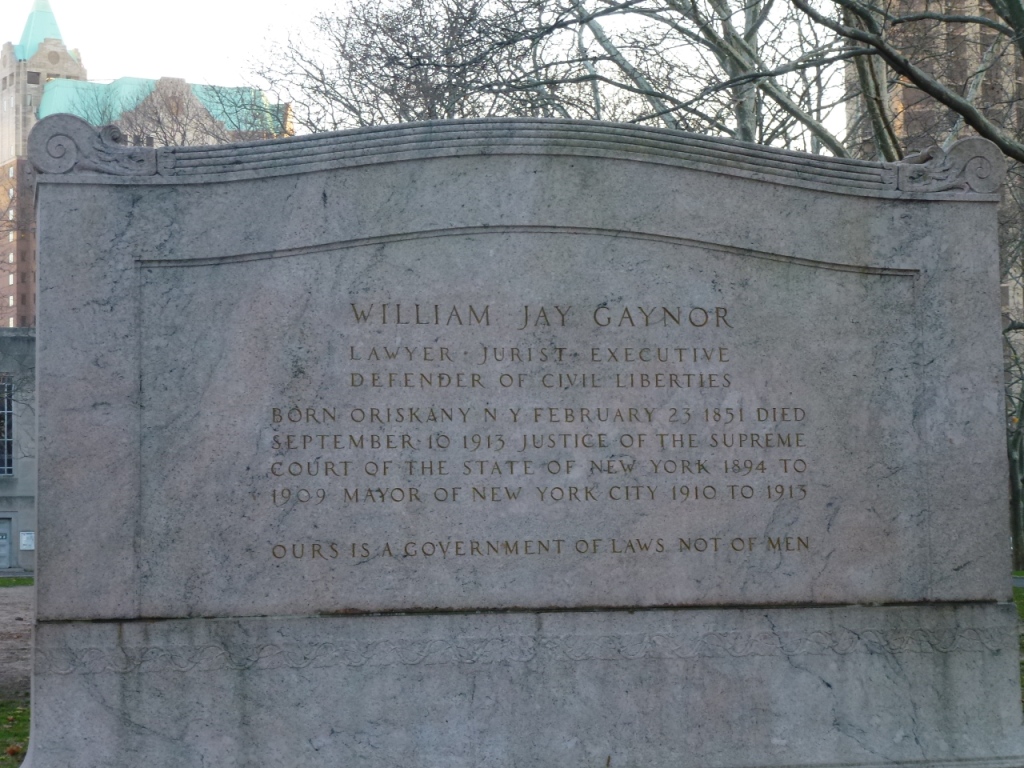 WILLIAM JAY GAYNOR
LAWYER · JURIST · EXECUTIVE
DEFENDER OF CIVIL LIBERTIES
BORN ORISKANY N Y FEBRUARY 23 1851 DIED
SEPTEMBER 10 1913 JUSTICE OF THE SUPREME
COURT OF THE STATE OF NEW YORK 1894 TO
1909 MAYOR OF NEW YORK CITY 1910 TO 1913
OURS IS A GOVERNMENT OF LAWS NOT OF MEN